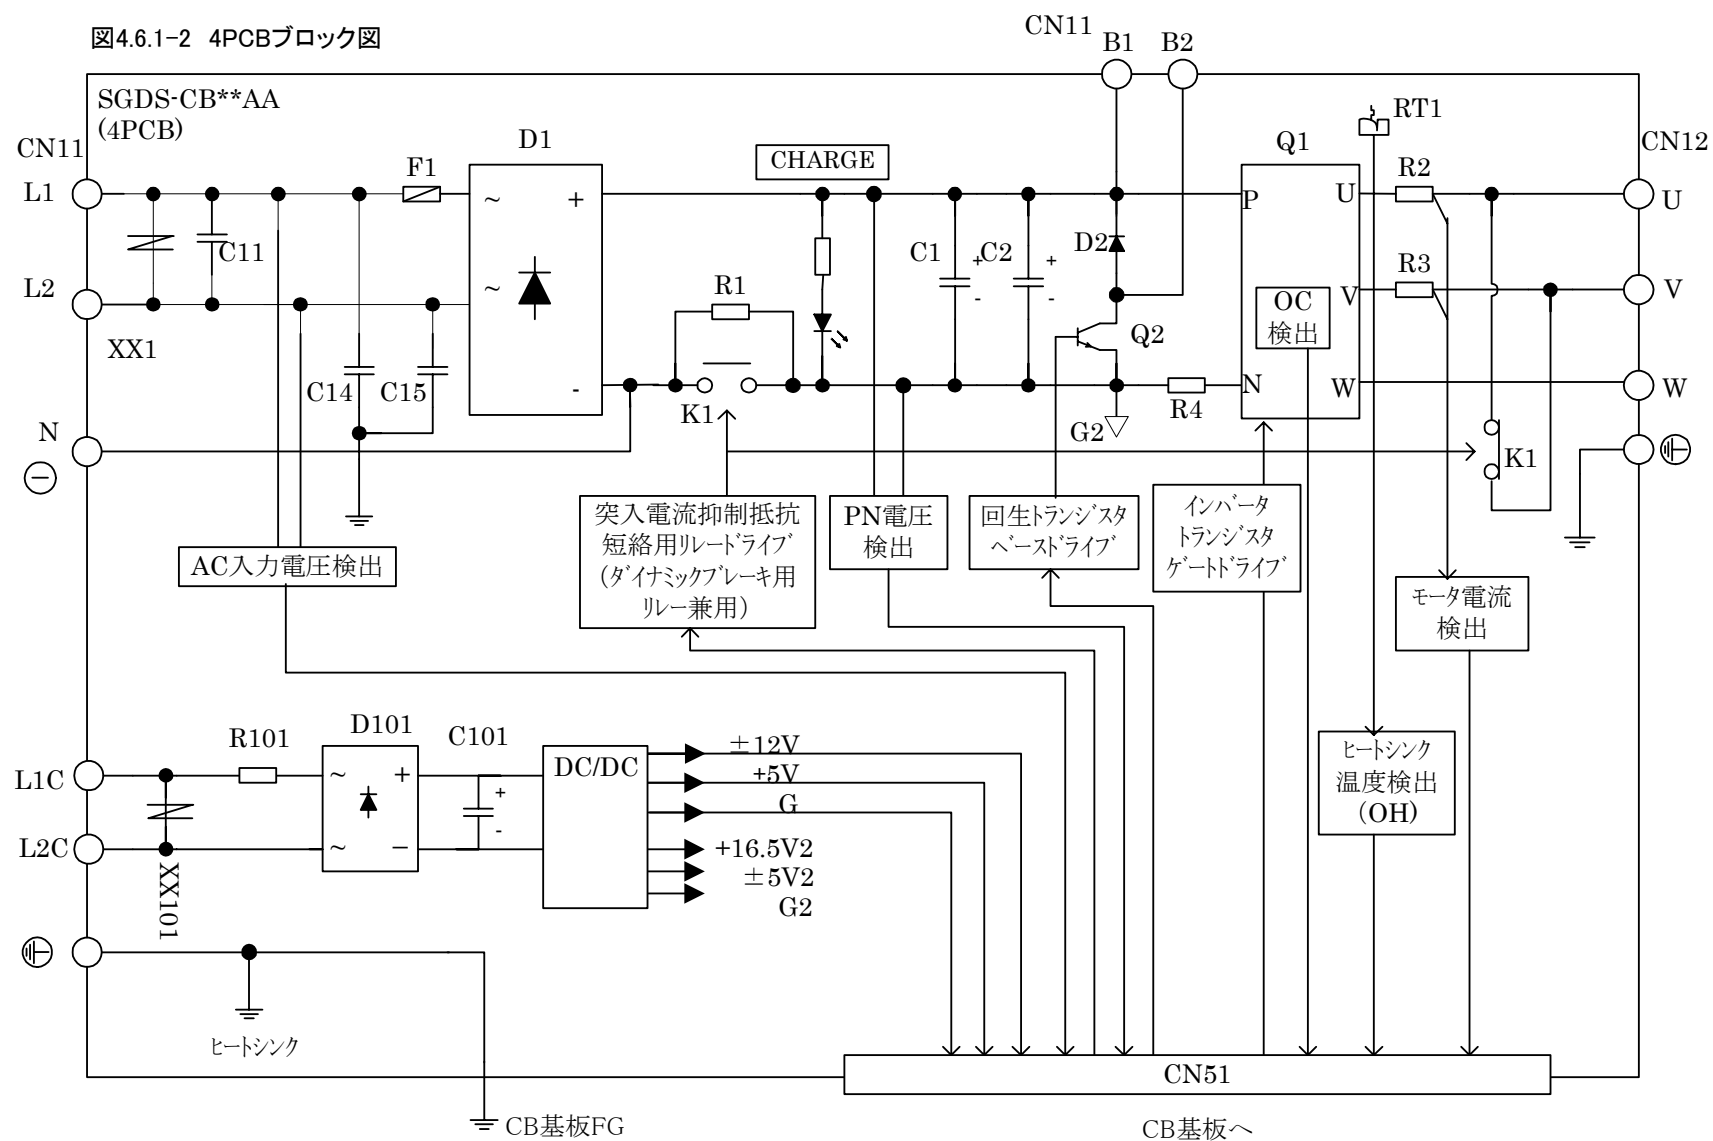 図4.6.1-2 4PCBブロック図
CN11
B1
B2
SGDS-CB**AA
(4PCB)
CN11
L1
F1
D1
CHARGE
Q1
RT1
CN12
R2
U
~
+
P
U
C11
C1
+
C2
+
D2
R3
L2
~
R1
-
-
V
OC
検出
V
XX1
Q2
C14
C15
-
K1
N
R4
W
W
N
G2
K1
突入電流抑制抵抗
短絡用リレードライブ
(ダイナミックブレーキ用
リレー兼用)
PN電圧
検出
回生トランジスタ
ベースドライブ
インバータ
トランジスタ
ゲートドライブ
AC入力電圧検出
モータ電流
検出
R101
D101
C101
DC/DC
±12V
+5V
G
+16.5V2
±5V2
G2
L1C
~
+
+
L2C
~
−
-
XX101
ヒートシンク
温度検出
(OH)
ヒートシンク
CN51
CB基板FG
CB基板へ